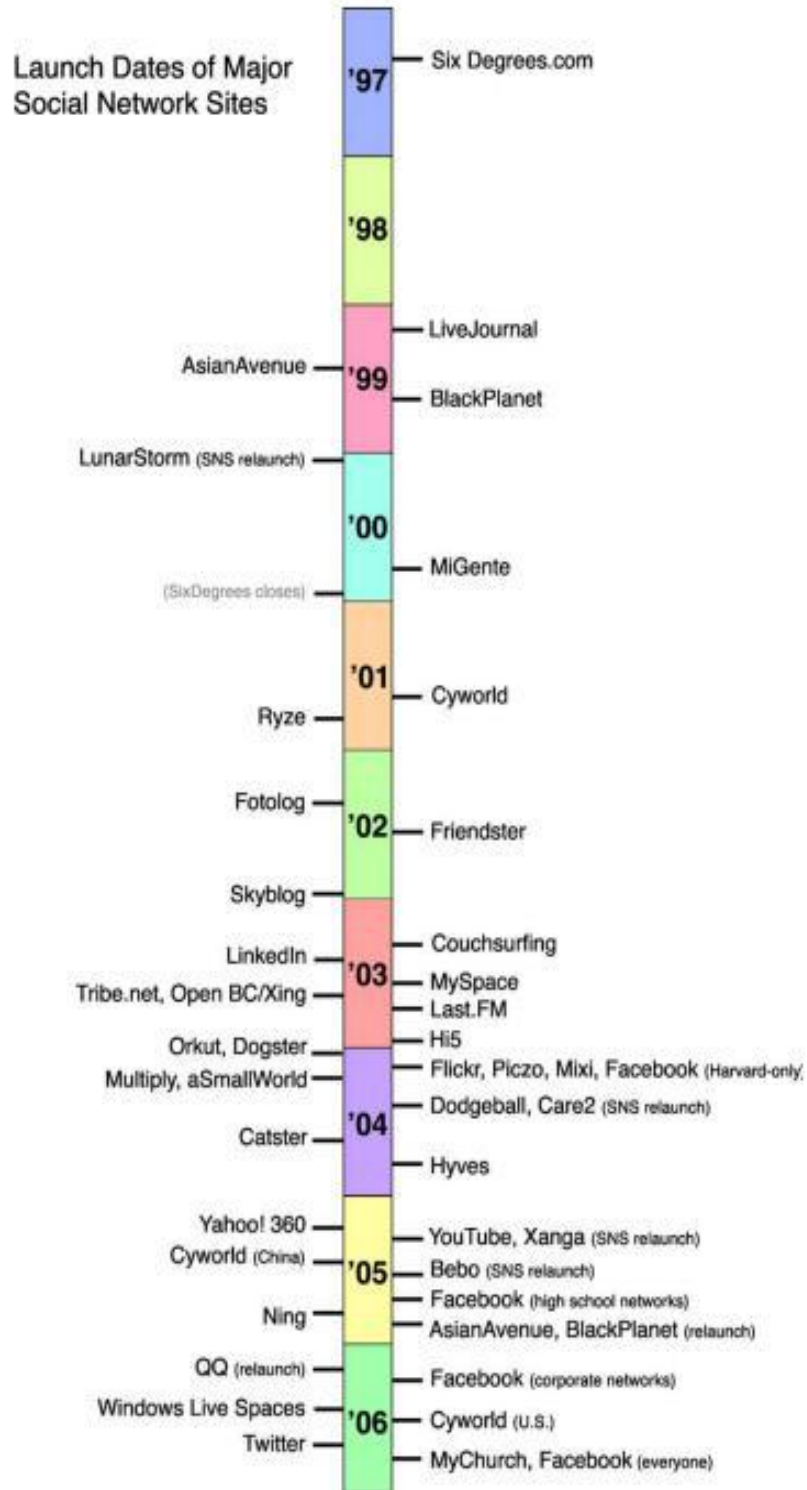 Launch Dates of Major
Social Network Sites
'97
Six Degrees.com
'98
'99
LiveJournal
AsianAvenue
BlackPlanet
LunarStorm (SNS relaunch)
'00
MiGente
(SixDegrees closes)
'01
Cyworld
Ryze
Fotolog
'02
Friendster
Skyblog
Couchsurfing
LinkedIn
'03
MySpace
Tribe.net, Open BC/Xing
Last.FM
Hi5
Orkut, Dogster
Flickr, Piczo, Mixi, Facebook (Harvard-only)
Multiply, aSmallWorld
Dodgeball, Care2 (SNS relaunch)
'04
Catster
Hyves
Yahoo! 360
YouTube, Xanga (SNS relaunch)
Cyworld (China)
'05
Bebo (SNS relaunch)
Facebook (high school networks)
Ning
AsianAvenue, BlackPlanet (relaunch)
QQ (relaunch)
Facebook (corporate networks)
Windows Live Spaces
'06
Cyworld (U.S.)
Twitter
MyChurch, Facebook (everyone)